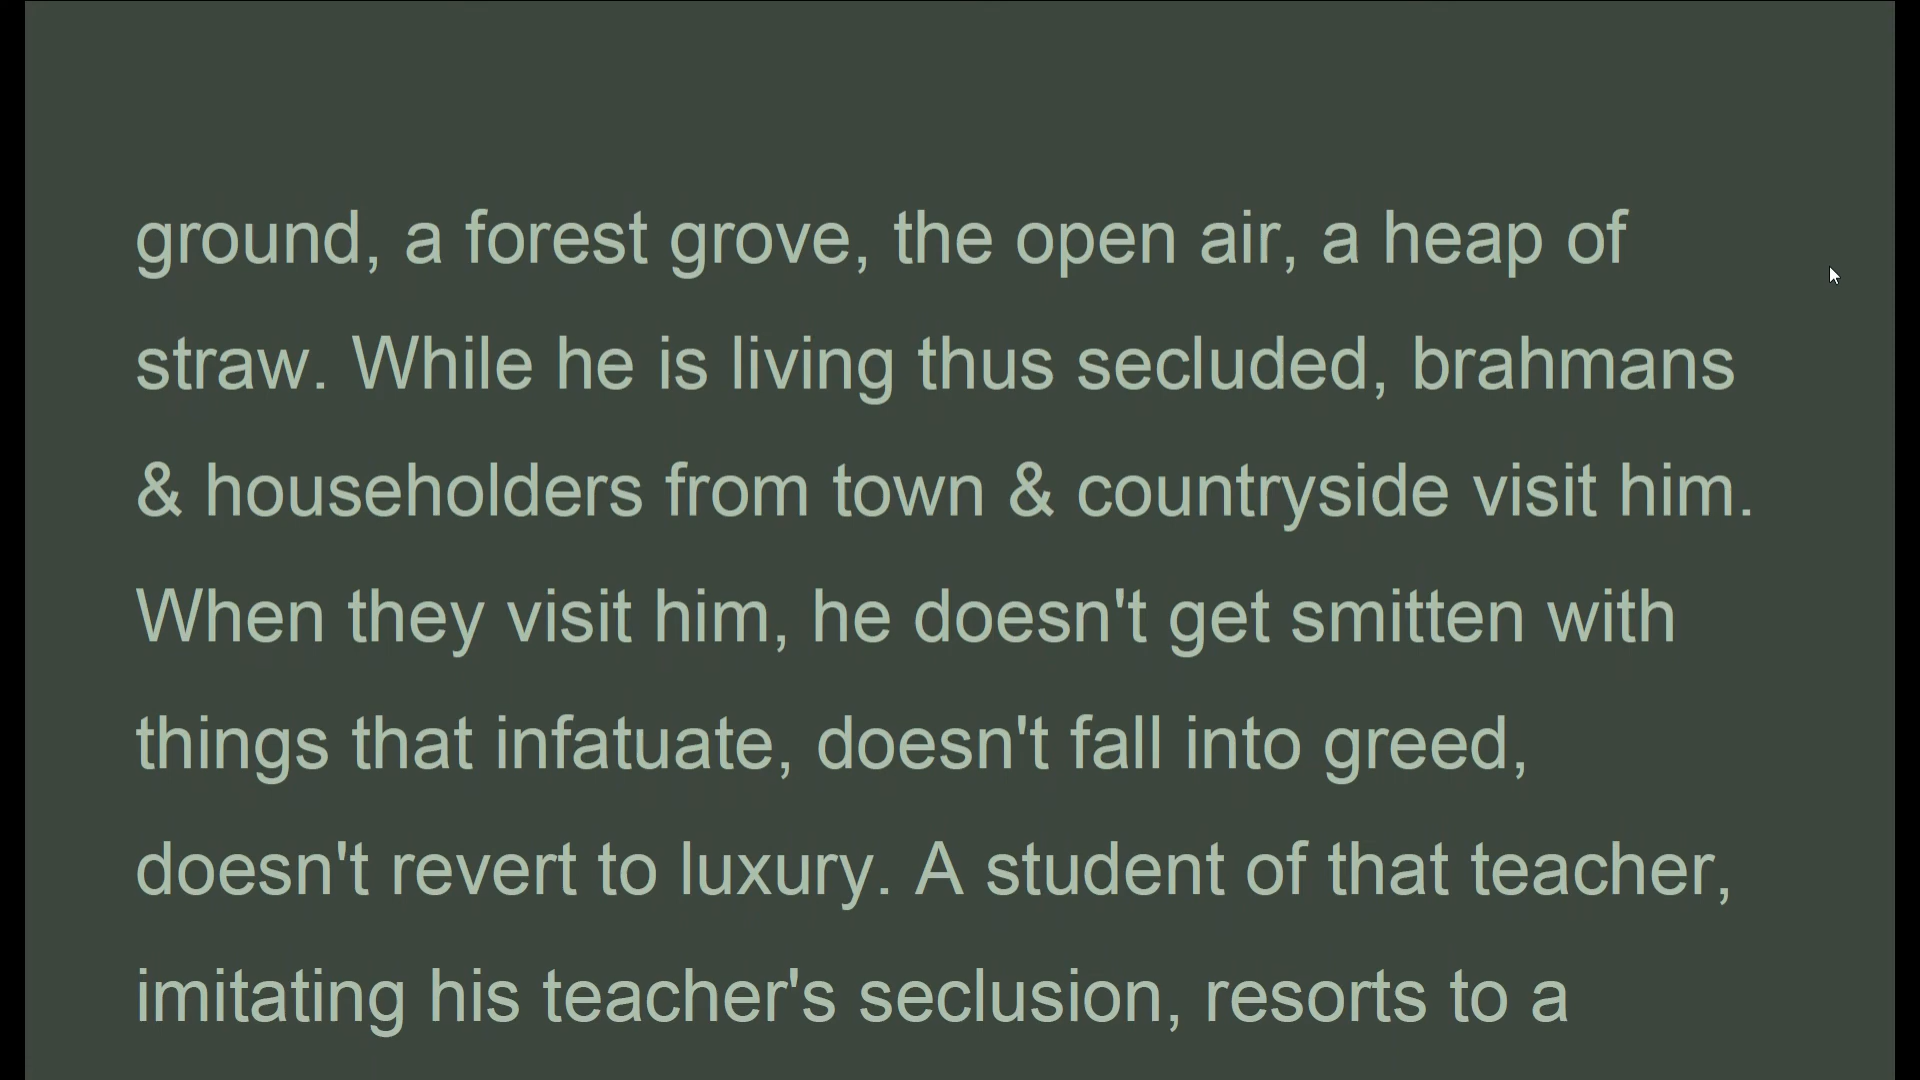 ground, a forest grove, the open air, a heap of
straw. While he is living thus secluded, brahmans
& householders from town & countryside visit him.
When they visit him, he doesn't get smitten with
things that infatuate, doesn't fall into greed,
doesn't revert to luxury. A student of that teacher,
imitating his teacher's seclusion, resorts to a